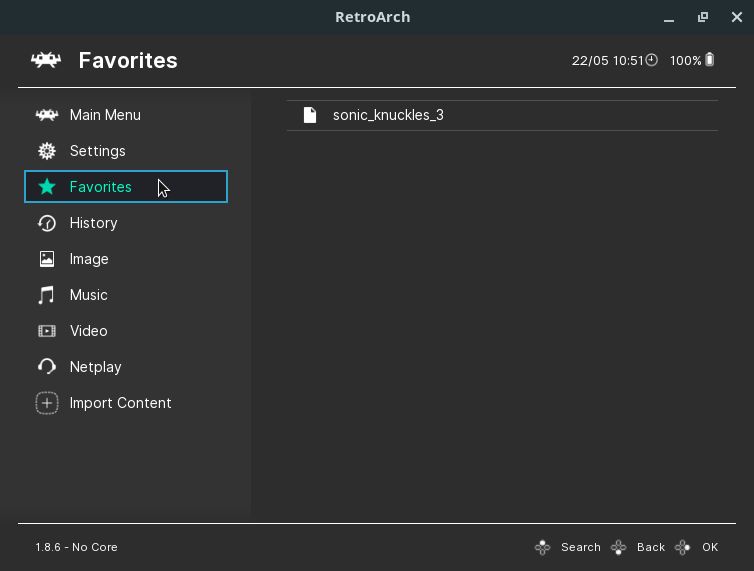 RetroArch
Favorites
22/05 10:51 100%
Main Menu
Settings
Favorites
History
Image
Music
Video
Netplay
Import Content
sonic_knuckles_3
1.8.6 - No Core
Search Back OK